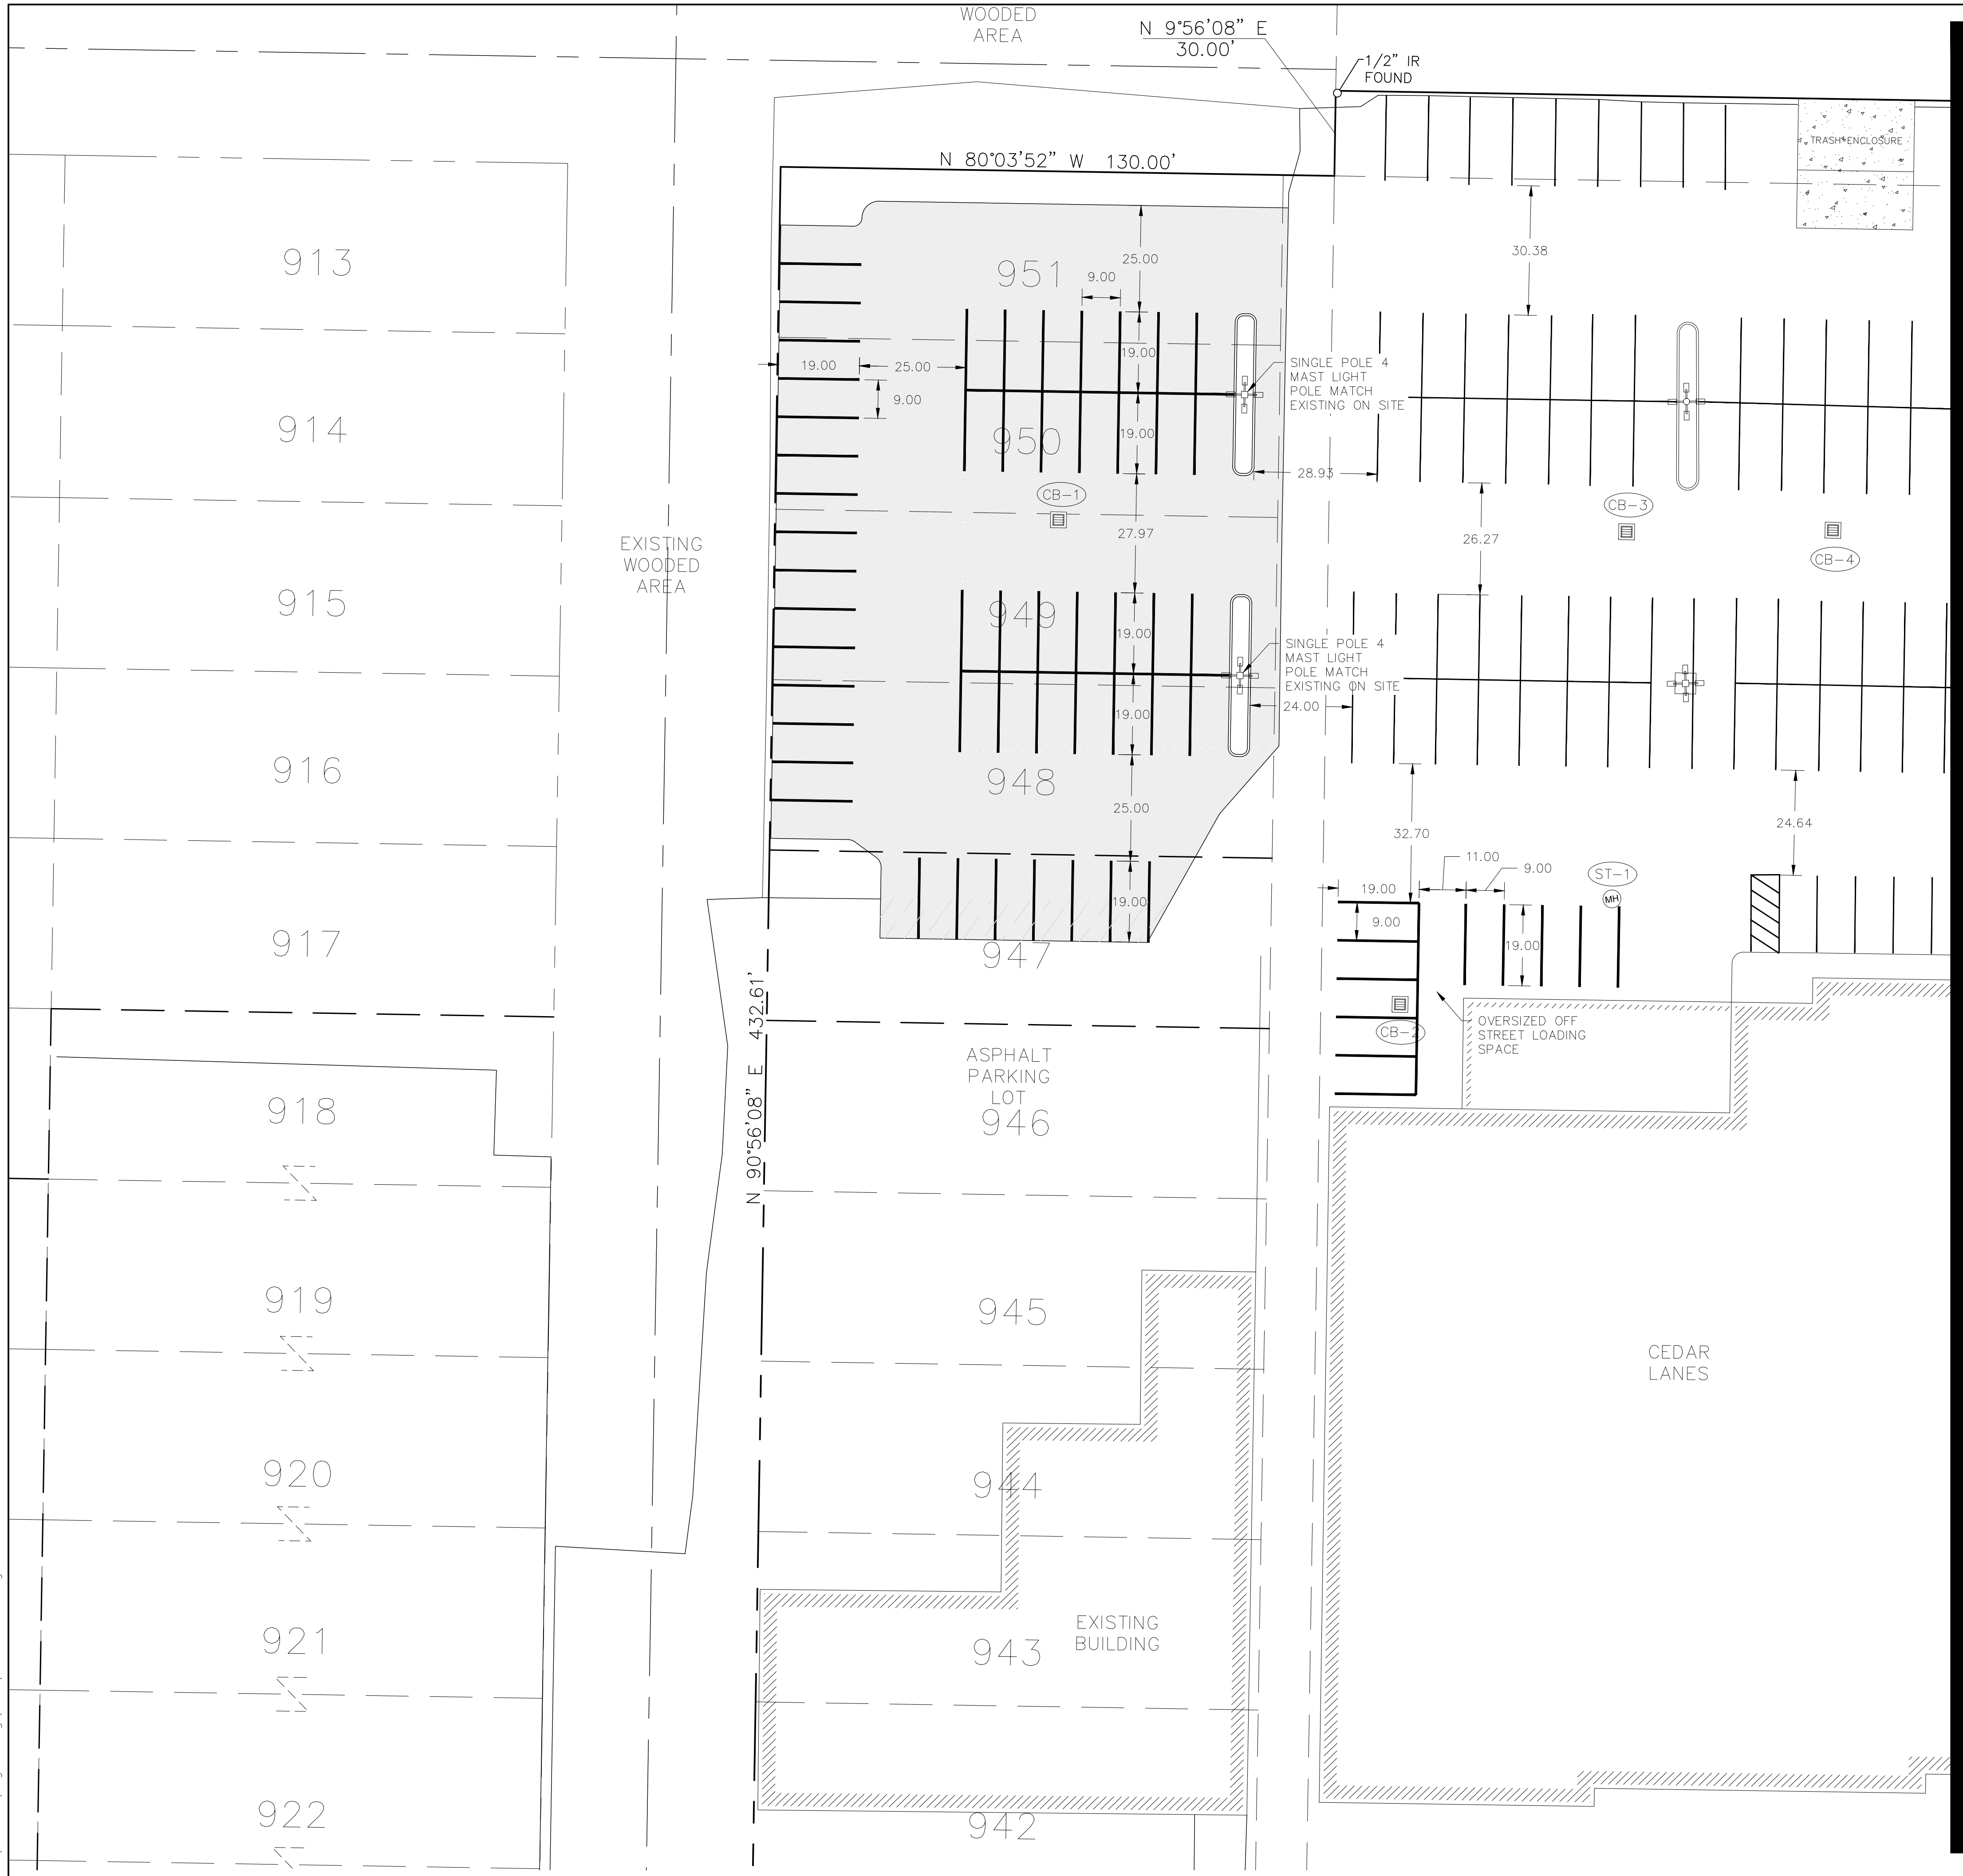 WOODED
AREA
N 9°56'08" E
30.00'
1/2" IR
FOUND
N 80°03'52" W 130.00'
TRASH ENCLOSURE
913
951
25.00
9.00
30.38
19.00
25.00
9.00
19.00
SINGLE POLE 4
MAST LIGHT
POLE MATCH
EXISTING ON SITE
914
950
19.00
28.93
CB-1
CB-3
CB-4
27.97
26.27
EXISTING
WOODED
AREA
915
949
19.00
SINGLE POLE 4
MAST LIGHT
POLE MATCH
EXISTING ON SITE
19.00
24.00
916
948
25.00
32.70
24.64
11.00
9.00
ST-1
MH
19.00
9.00
19.00
19.00
917
947
N 90°56'08" E 432.61'
CB-2
OVERSIZED OFF
STREET LOADING
SPACE
ASPHALT
PARKING
LOT
918
946
919
945
CEDAR
LANES
920
944
921
943
EXISTING
BUILDING
922
942